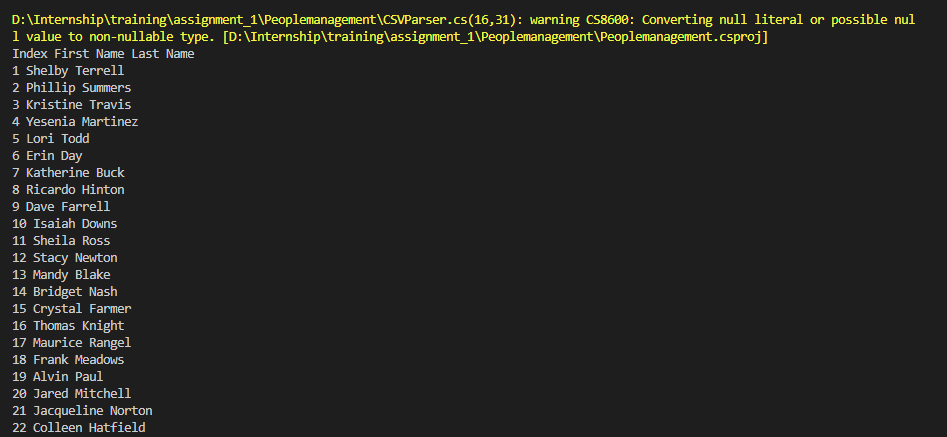 D:\Internship\training\assignment_1\Peoplemanagement\CSVParser.cs(16,31): warning CS8600: Converting null literal or possible nul
l value to non-nullable type. [D:\Internship\training\assignment_1\Peoplemanagement\Peoplemanagement.csproj]
Index First Name Last Name
1 Shelby Terrell
2 Phillip Summers
3 Kristine Travis
4 Yesenia Martinez
5 Lori Todd
6 Erin Day
7 Katherine Buck
8 Ricardo Hinton
9 Dave Farrell
10 Isaiah Downs
11 Sheila Ross
12 Stacy Newton
13 Mandy Blake
14 Bridget Nash
15 Crystal Farmer
16 Thomas Knight
17 Maurice Rangel
18 Frank Meadows
19 Alvin Paul
20 Jared Mitchell
21 Jacqueline Norton
22 Colleen Hatfield